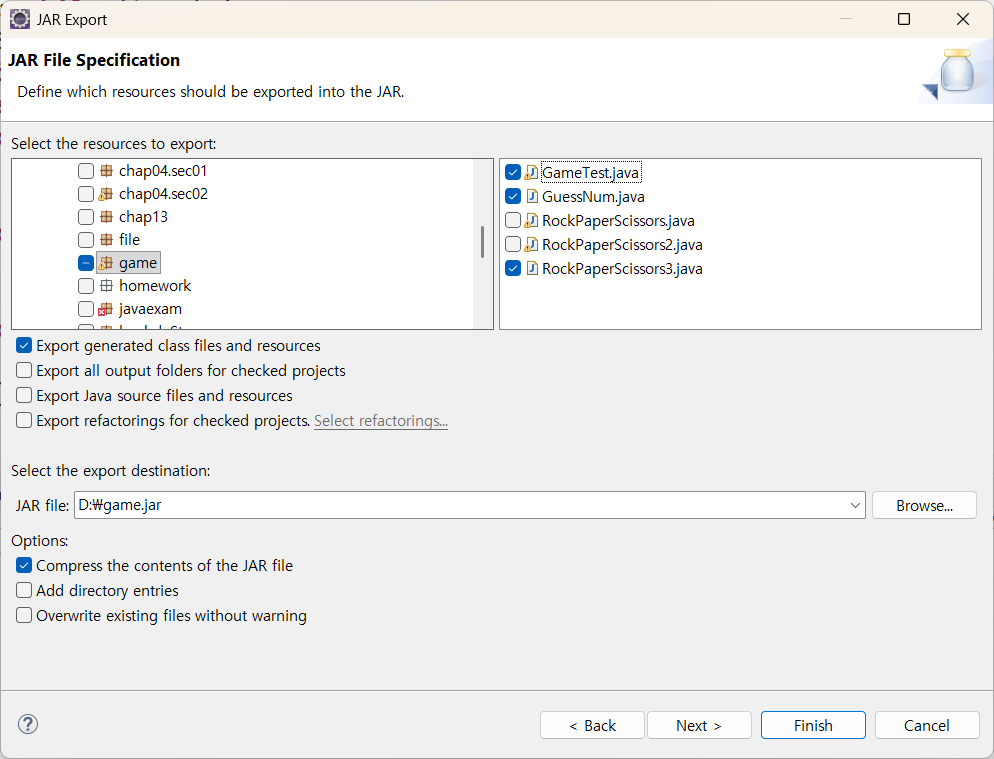 JAR Export
JAR File Specification
Define which resources should be exported into the JAR.
Select the resources to export:
chap04.sec01
chap04.sec02
chap13
file
game
homework
javaexam
GameTest.java
GuessNum.java
RockPaperScissors.java
RockPaperScissors2.java
RockPaperScissors3.java
Export generated class files and resources
Export all output folders for checked projects
Export Java source files and resources
Export refactorings for checked projects. Select refactorings...
Select the export destination:
JAR file: D:₩game.jar Browse...
Options:
Compress the contents of the JAR file
Add directory entries
Overwrite existing files without warning
? < Back Next > Finish Cancel